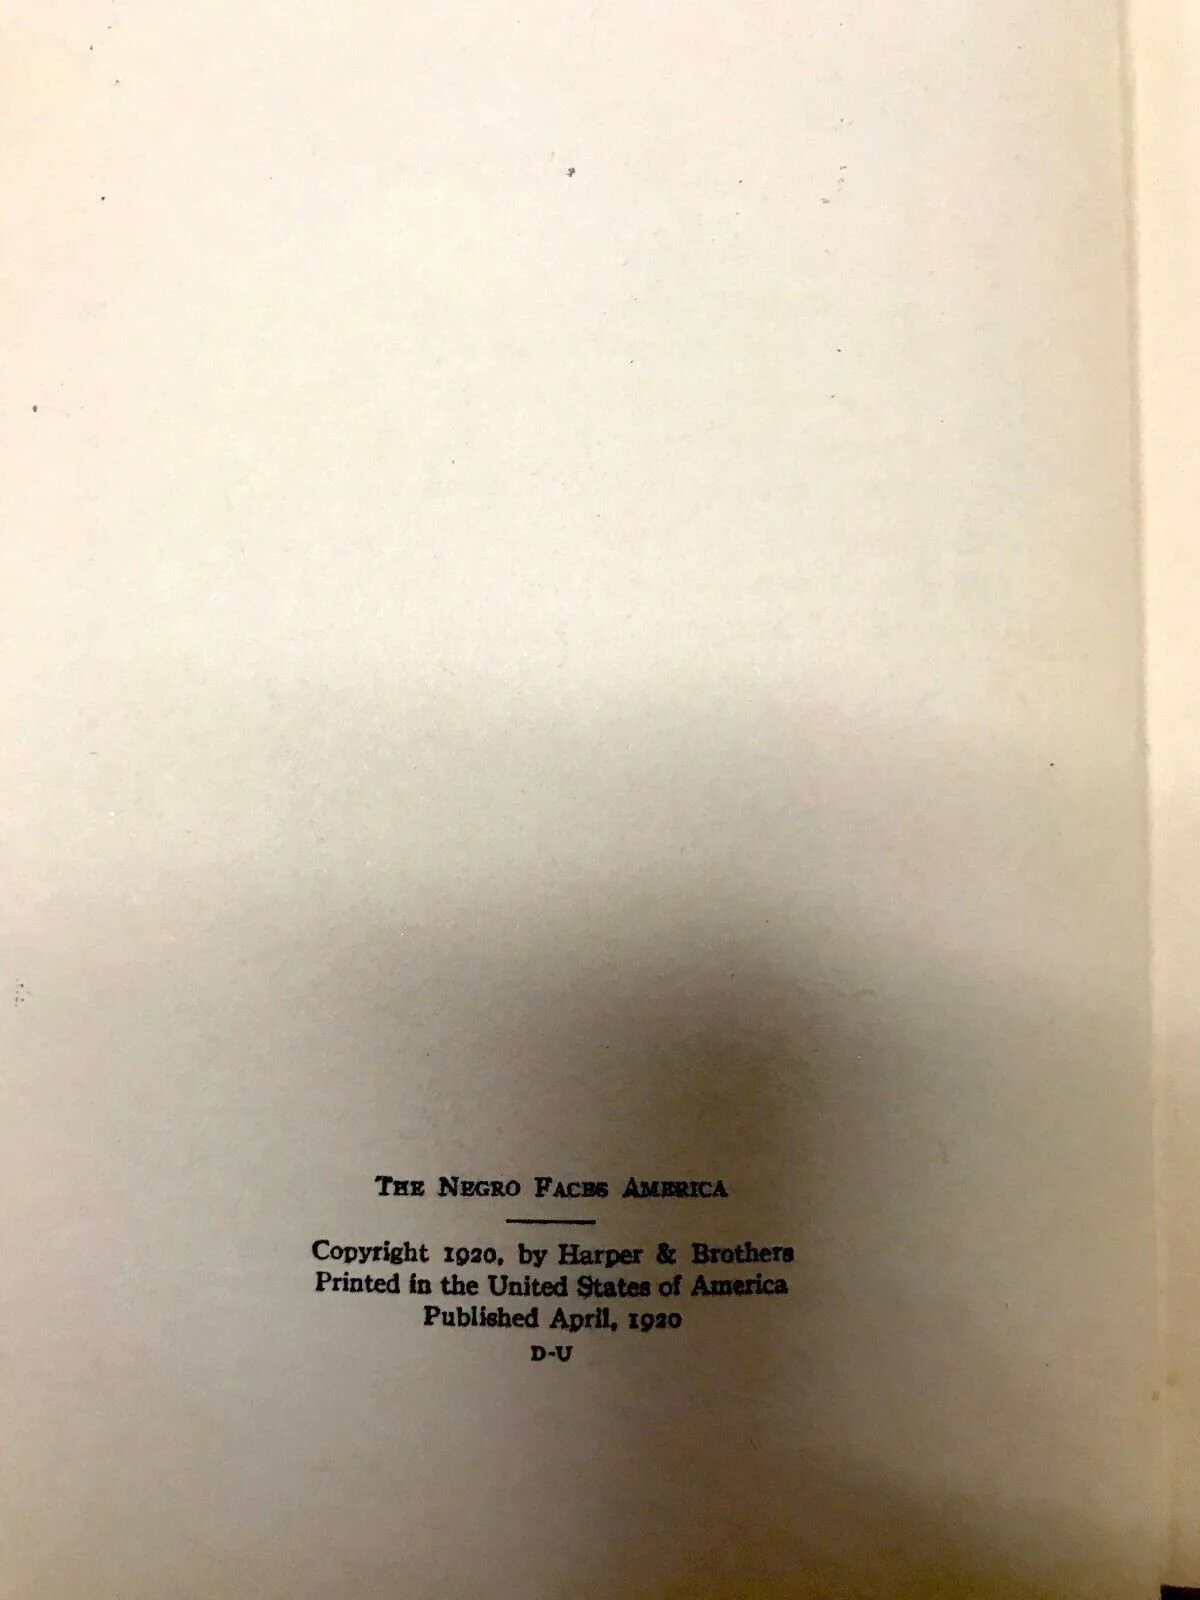 THE NEGRO FACES AMERICA
Copyright 1920, by Harper & Brothers
Printed in the United States of America
Published April, 1920
D-U